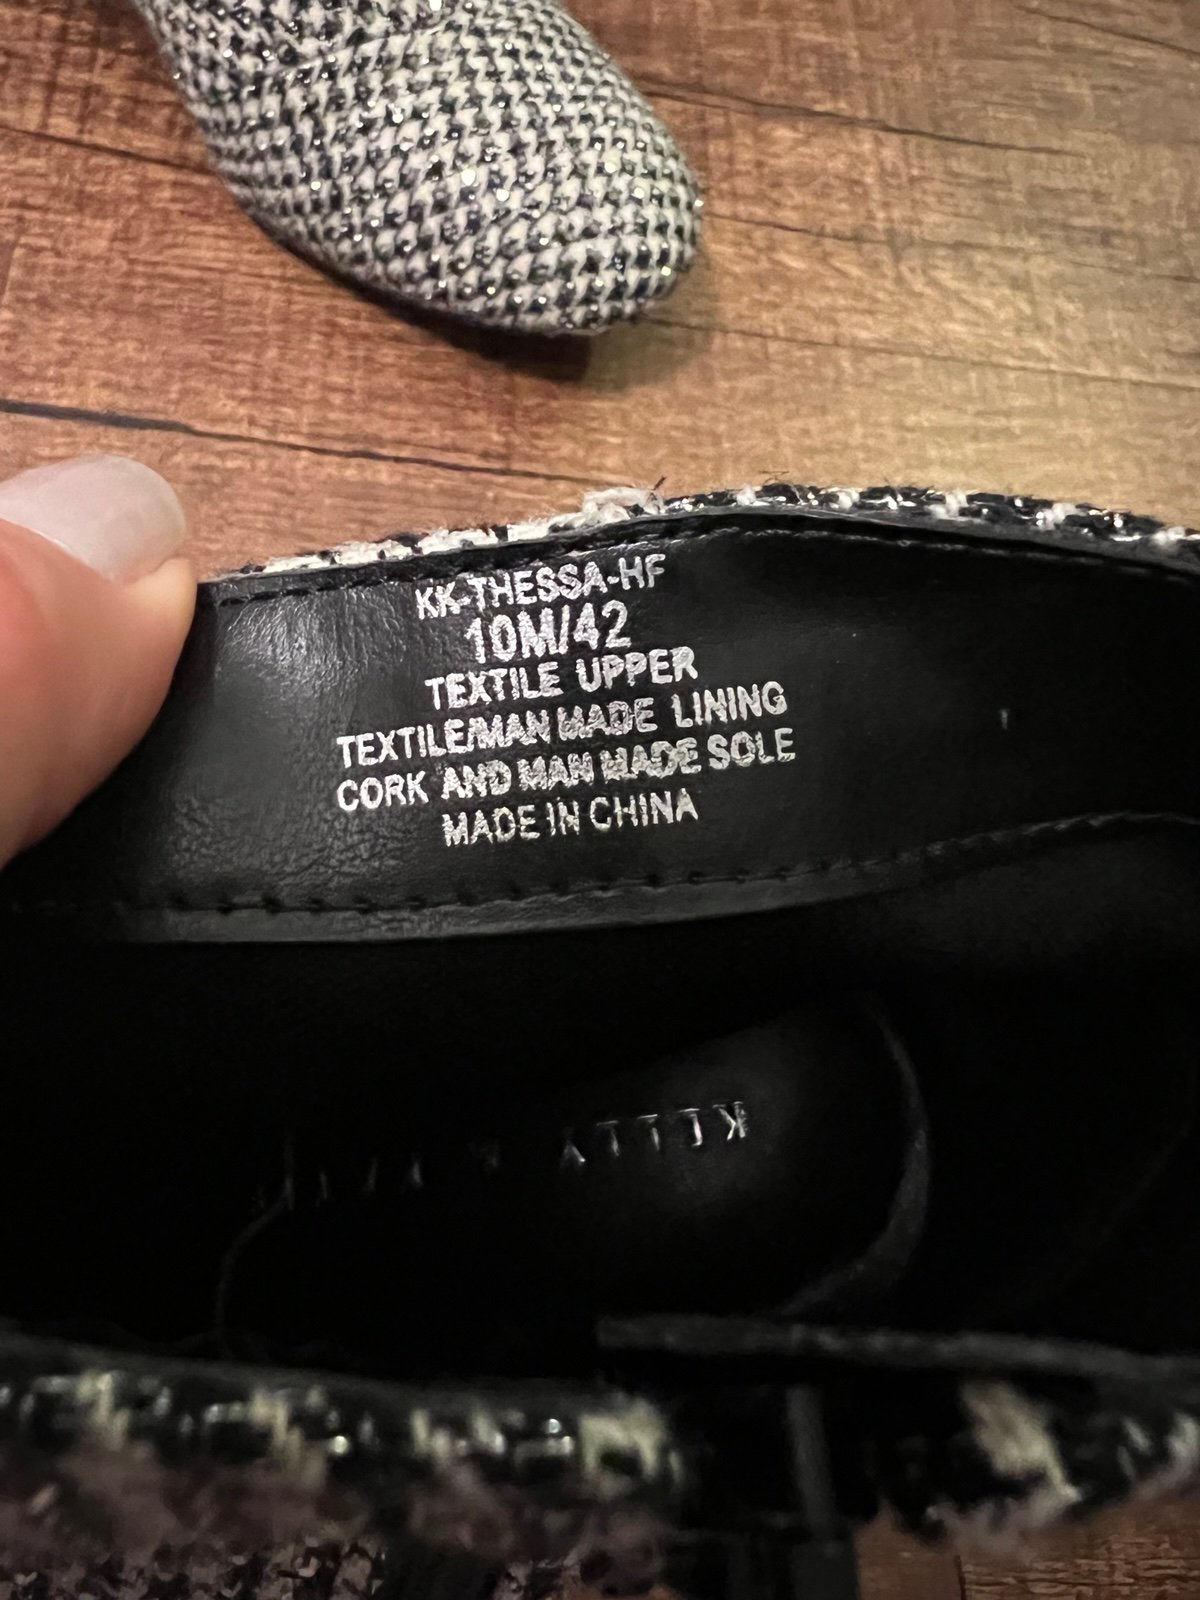 KK-THESSA-HF
10M/42
TEXTILE UPPER
TEXTILE/MAN MADE LINING
CORK AND MAN MADE SOLE
MADE IN CHINA
KELLY &